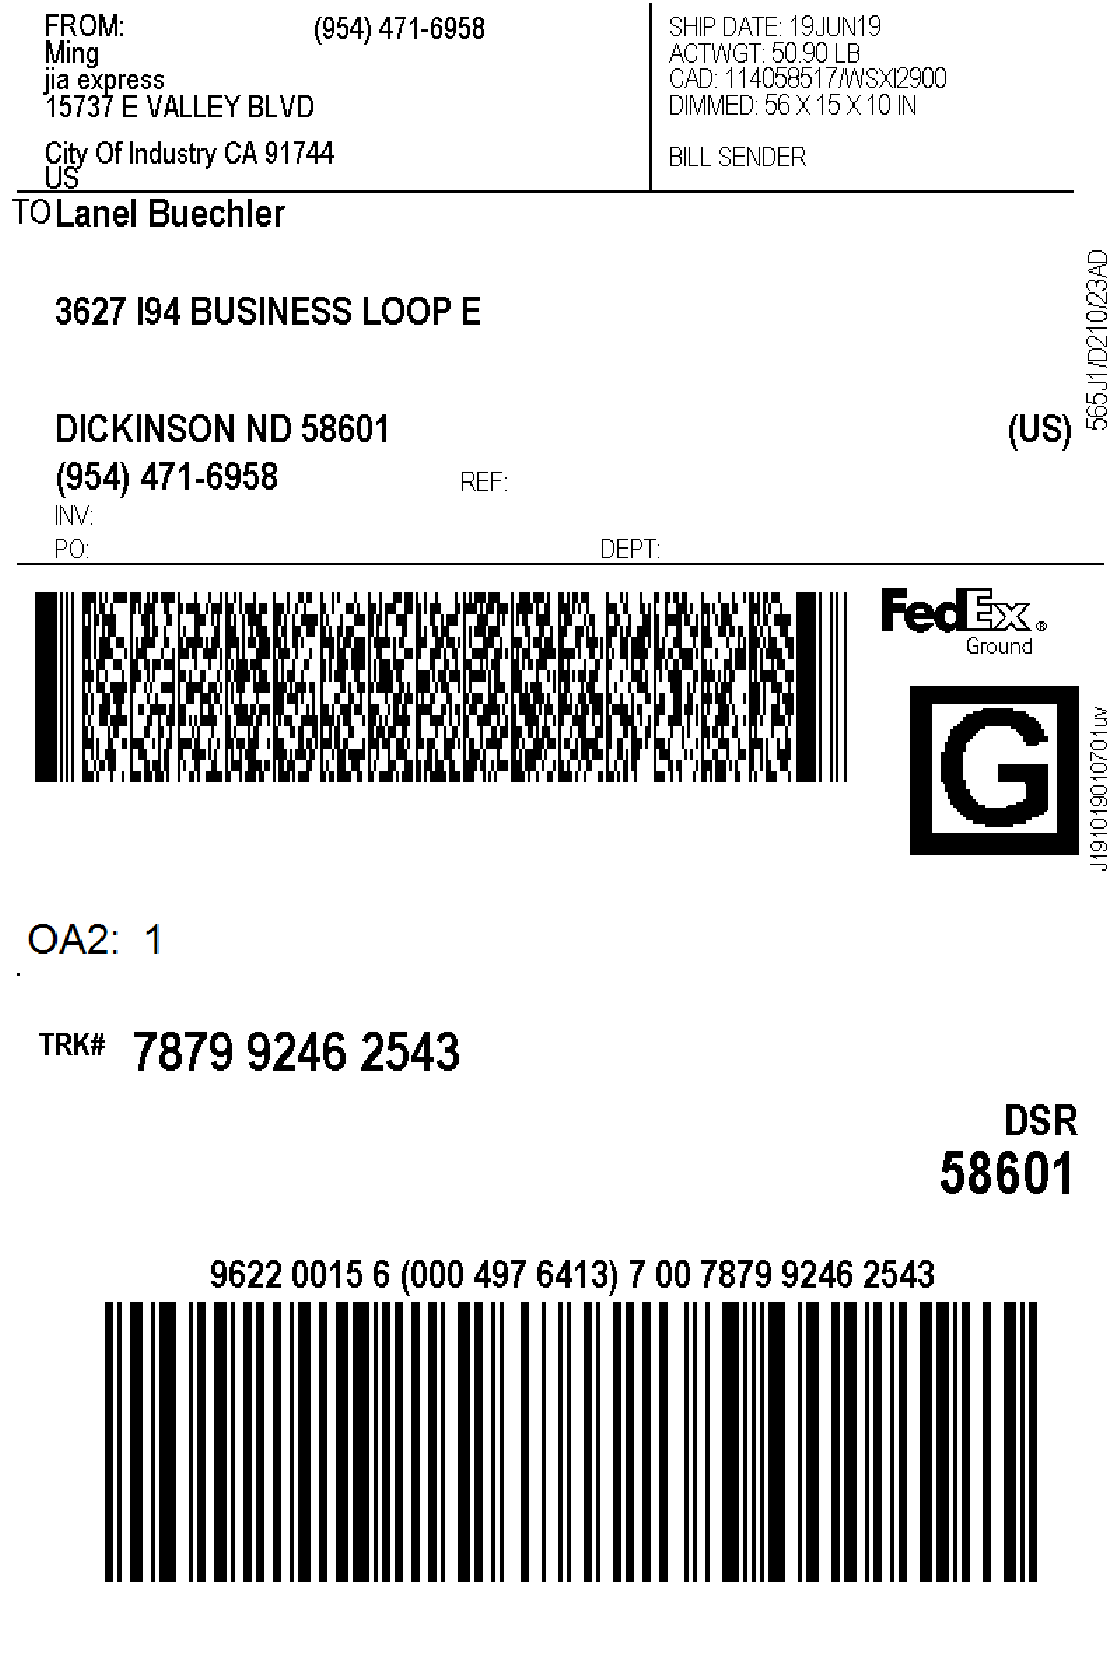 FROM: (954) 471-6958
Ming
jia express
15737 E VALLEY BLVD
City Of Industry CA 91744
US
SHIP DATE: 19JUN19
ACTWGT: 50.90 LB
CAD: 114058517/WSXI2900
DIMMED: 56 X 15 X 10 IN
BILL SENDER
TO Lanel Buechler
3627 I94 BUSINESS LOOP E
DICKINSON ND 58601 (US)
(954) 471-6958 REF:
INV:
PO: DEPT:
565J1/D210/23AD
FedEx ®
Ground
G
J191019010701uv
OA2: 1
.
TRK# 7879 9246 2543
DSR
58601
9622 0015 6 (000 497 6413) 7 00 7879 9246 2543